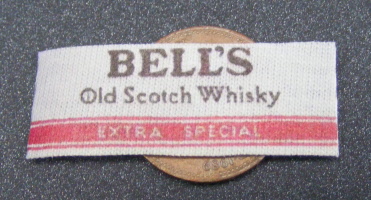 BELL'S
Old Scotch Whisky
EXTRA SPECIAL